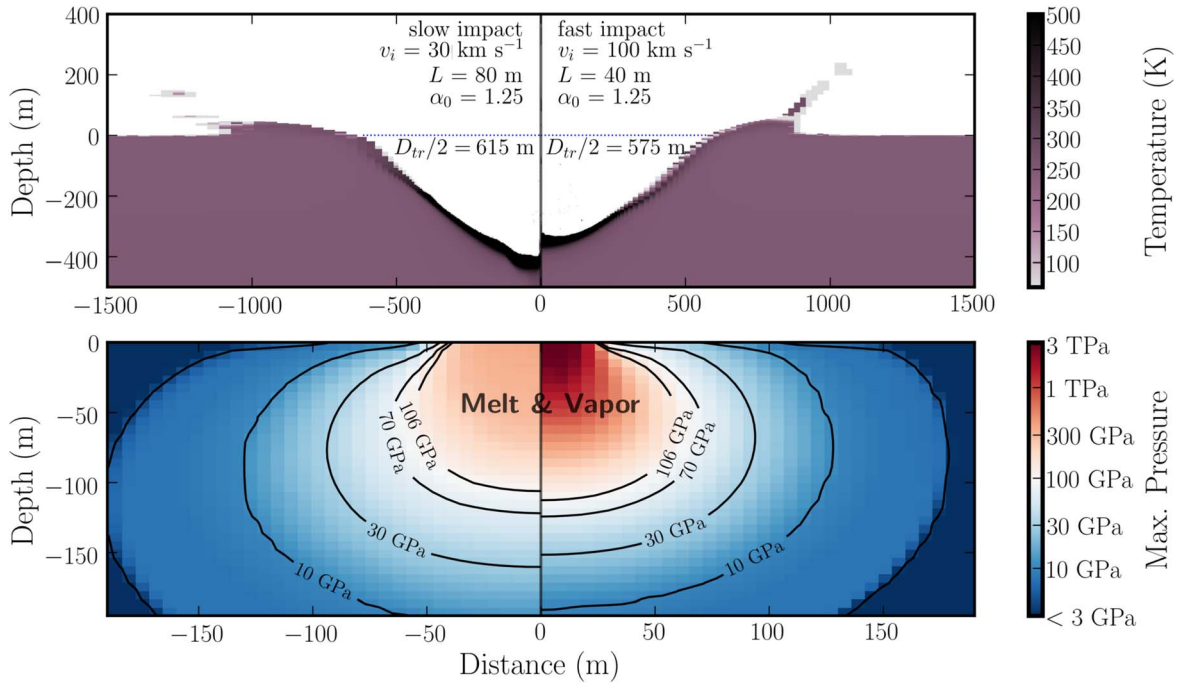 400
200
0
−200
−400
Depth (m)
slow impact
v_i = 30 km s⁻¹
L = 80 m
α₀ = 1.25
fast impact
v_i = 100 km s⁻¹
L = 40 m
α₀ = 1.25
D_tr/2 = 615 m
D_tr/2 = 575 m
−1500
−1000
−500
0
500
1000
1500
500
450
400
350
300
250
200
150
100
Temperature (K)
0
−50
−100
−150
Depth (m)
Melt & Vapor
106 GPa
70 GPa
30 GPa
10 GPa
106 GPa
70 GPa
30 GPa
10 GPa
−150
−100
−50
0
50
100
150
Distance (m)
3 TPa
1 TPa
300 GPa
100 GPa
30 GPa
10 GPa
< 3 GPa
Max. Pressure